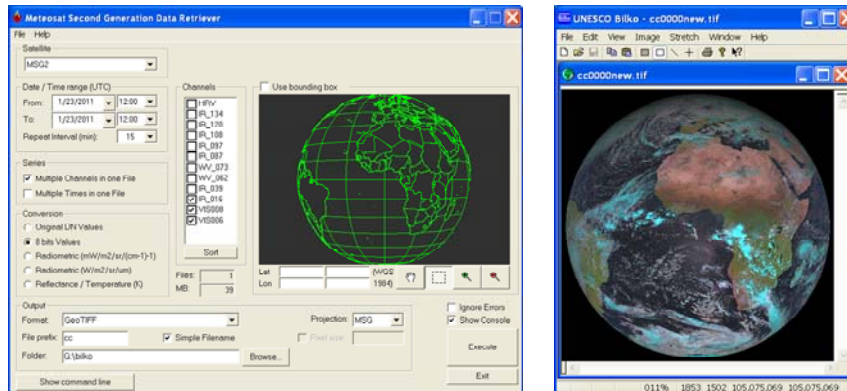 Meteosat Second Generation Data Retriever
File Help
Satellite
MSG2
Date / Time range (UTC)
From: 1/23/2011 12:00
To: 1/23/2011 12:00
Repeat Interval (min): 15
Series
Multiple Channels in one File
Multiple Times in one File
Conversion
Original DN Values
8 bits Values
Radiometric (mW/m2/sr/(cm-1)-1)
Radiometric (W/m2/sr/um)
Reflectance / Temperature (K)
Channels
HRV
IR_134
IR_120
IR_108
IR_097
IR_087
WV_073
WV_062
IR_039
IR_016
VIS008
VIS006
Sort
Files: 1
MB: 39
Use bounding box
Lat (WGS
Lon 1984)
Output
Format: GeoTIFF
Projection: MSG
File prefix: cc
Simple Filename
Pixel size:
Folder: G:\bilko
Browse...
Ignore Errors
Show Console
Execute
Show command line
Exit
UNESCO Bilko - cc0000new.tif
File Edit View Image Stretch Window Help
cc0000new.tif
011% 1853 1502 105,075,069 105,075,069